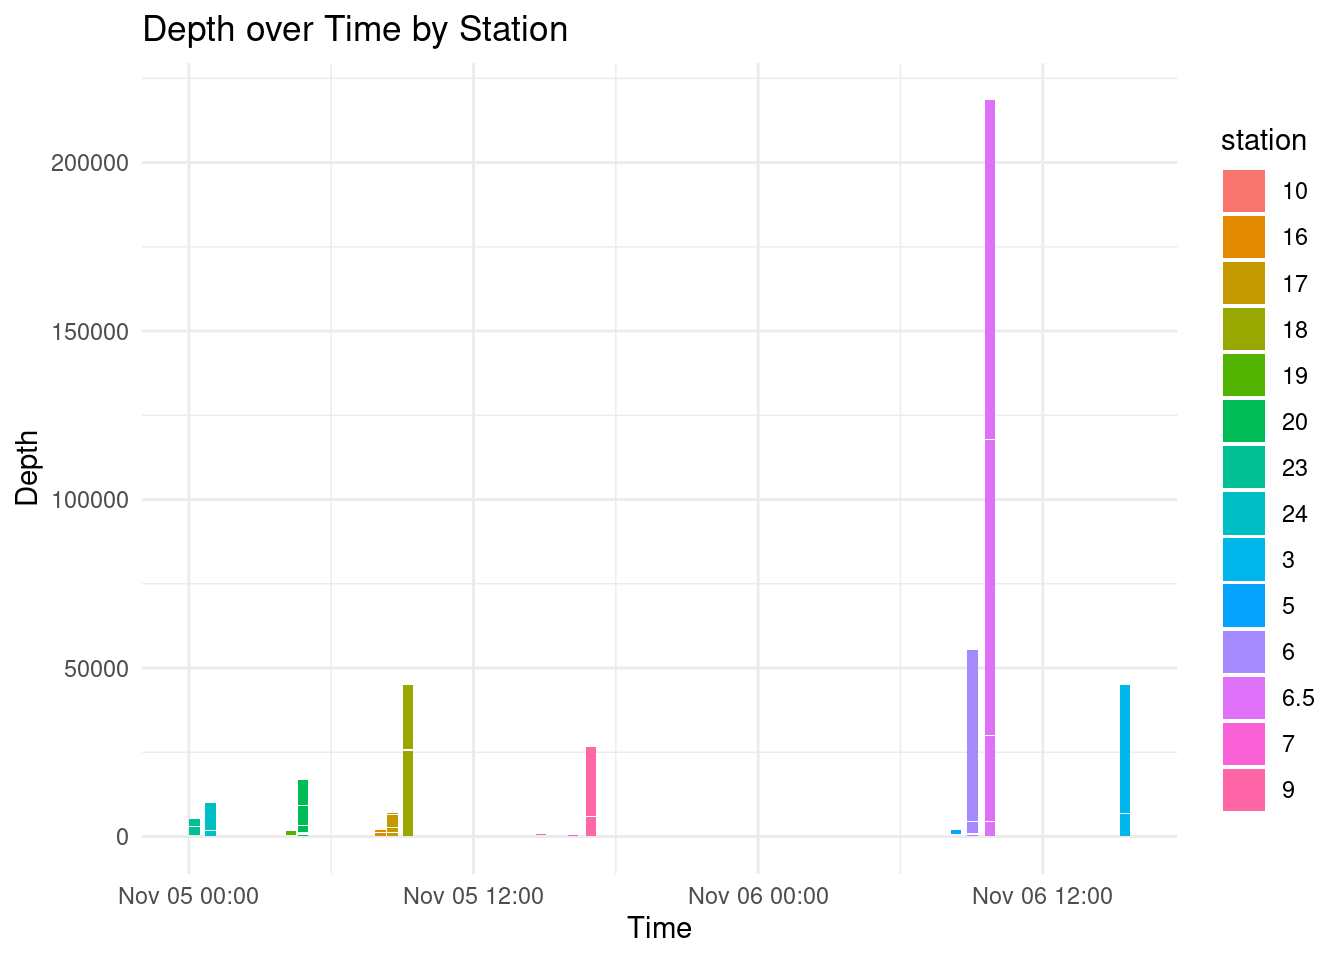 Depth over Time by Station
200000
150000
100000
50000
0
Depth
Nov 05 00:00
Nov 05 12:00
Nov 06 00:00
Nov 06 12:00
Time
station
10
16
17
18
19
20
23
24
3
5
6
6.5
7
9